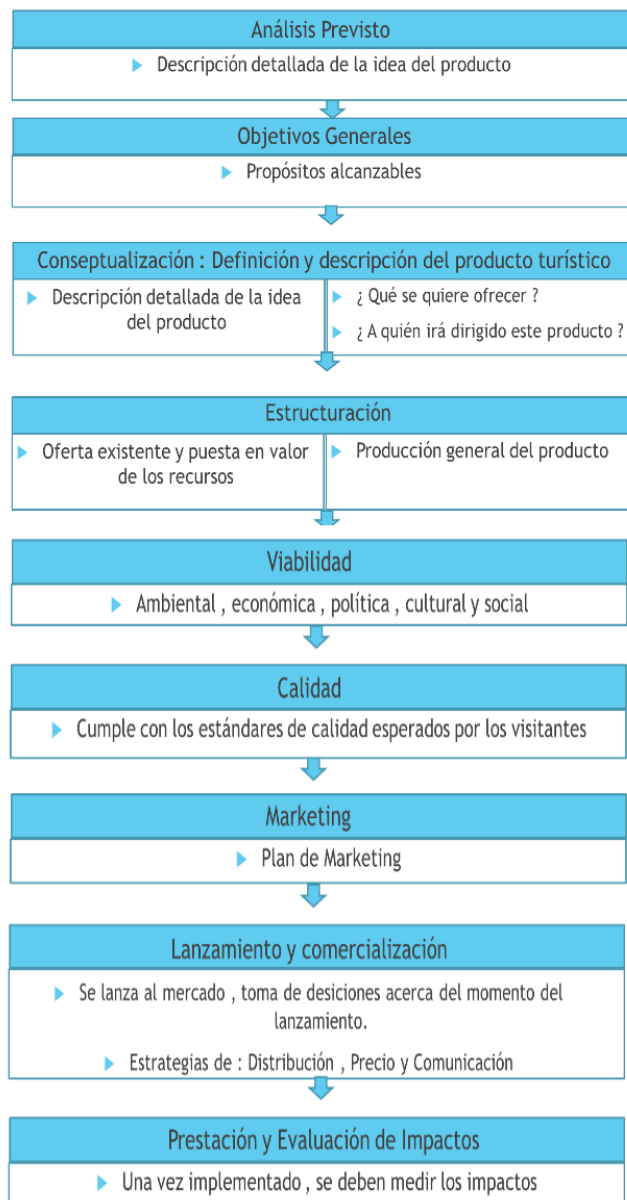 Análisis Previsto
Descripción detallada de la idea del producto
Objetivos Generales
Propósitos alcanzables
Conseptualización : Definición y descripción del producto turístico
Descripción detallada de la idea
del producto
¿ Qué se quiere ofrecer ?
¿ A quién irá dirigido este producto ?
Estructuración
Oferta existente y puesta en valor
de los recursos
Producción general del producto
Viabilidad
Ambiental , económica , política , cultural y social
Calidad
Cumple con los estándares de calidad esperados por los visitantes
Marketing
Plan de Marketing
Lanzamiento y comercialización
Se lanza al mercado , toma de desiciones acerca del momento del
lanzamiento.
Estrategias de : Distribución , Precio y Comunicación
Prestación y Evaluación de Impactos
Una vez implementado , se deben medir los impactos